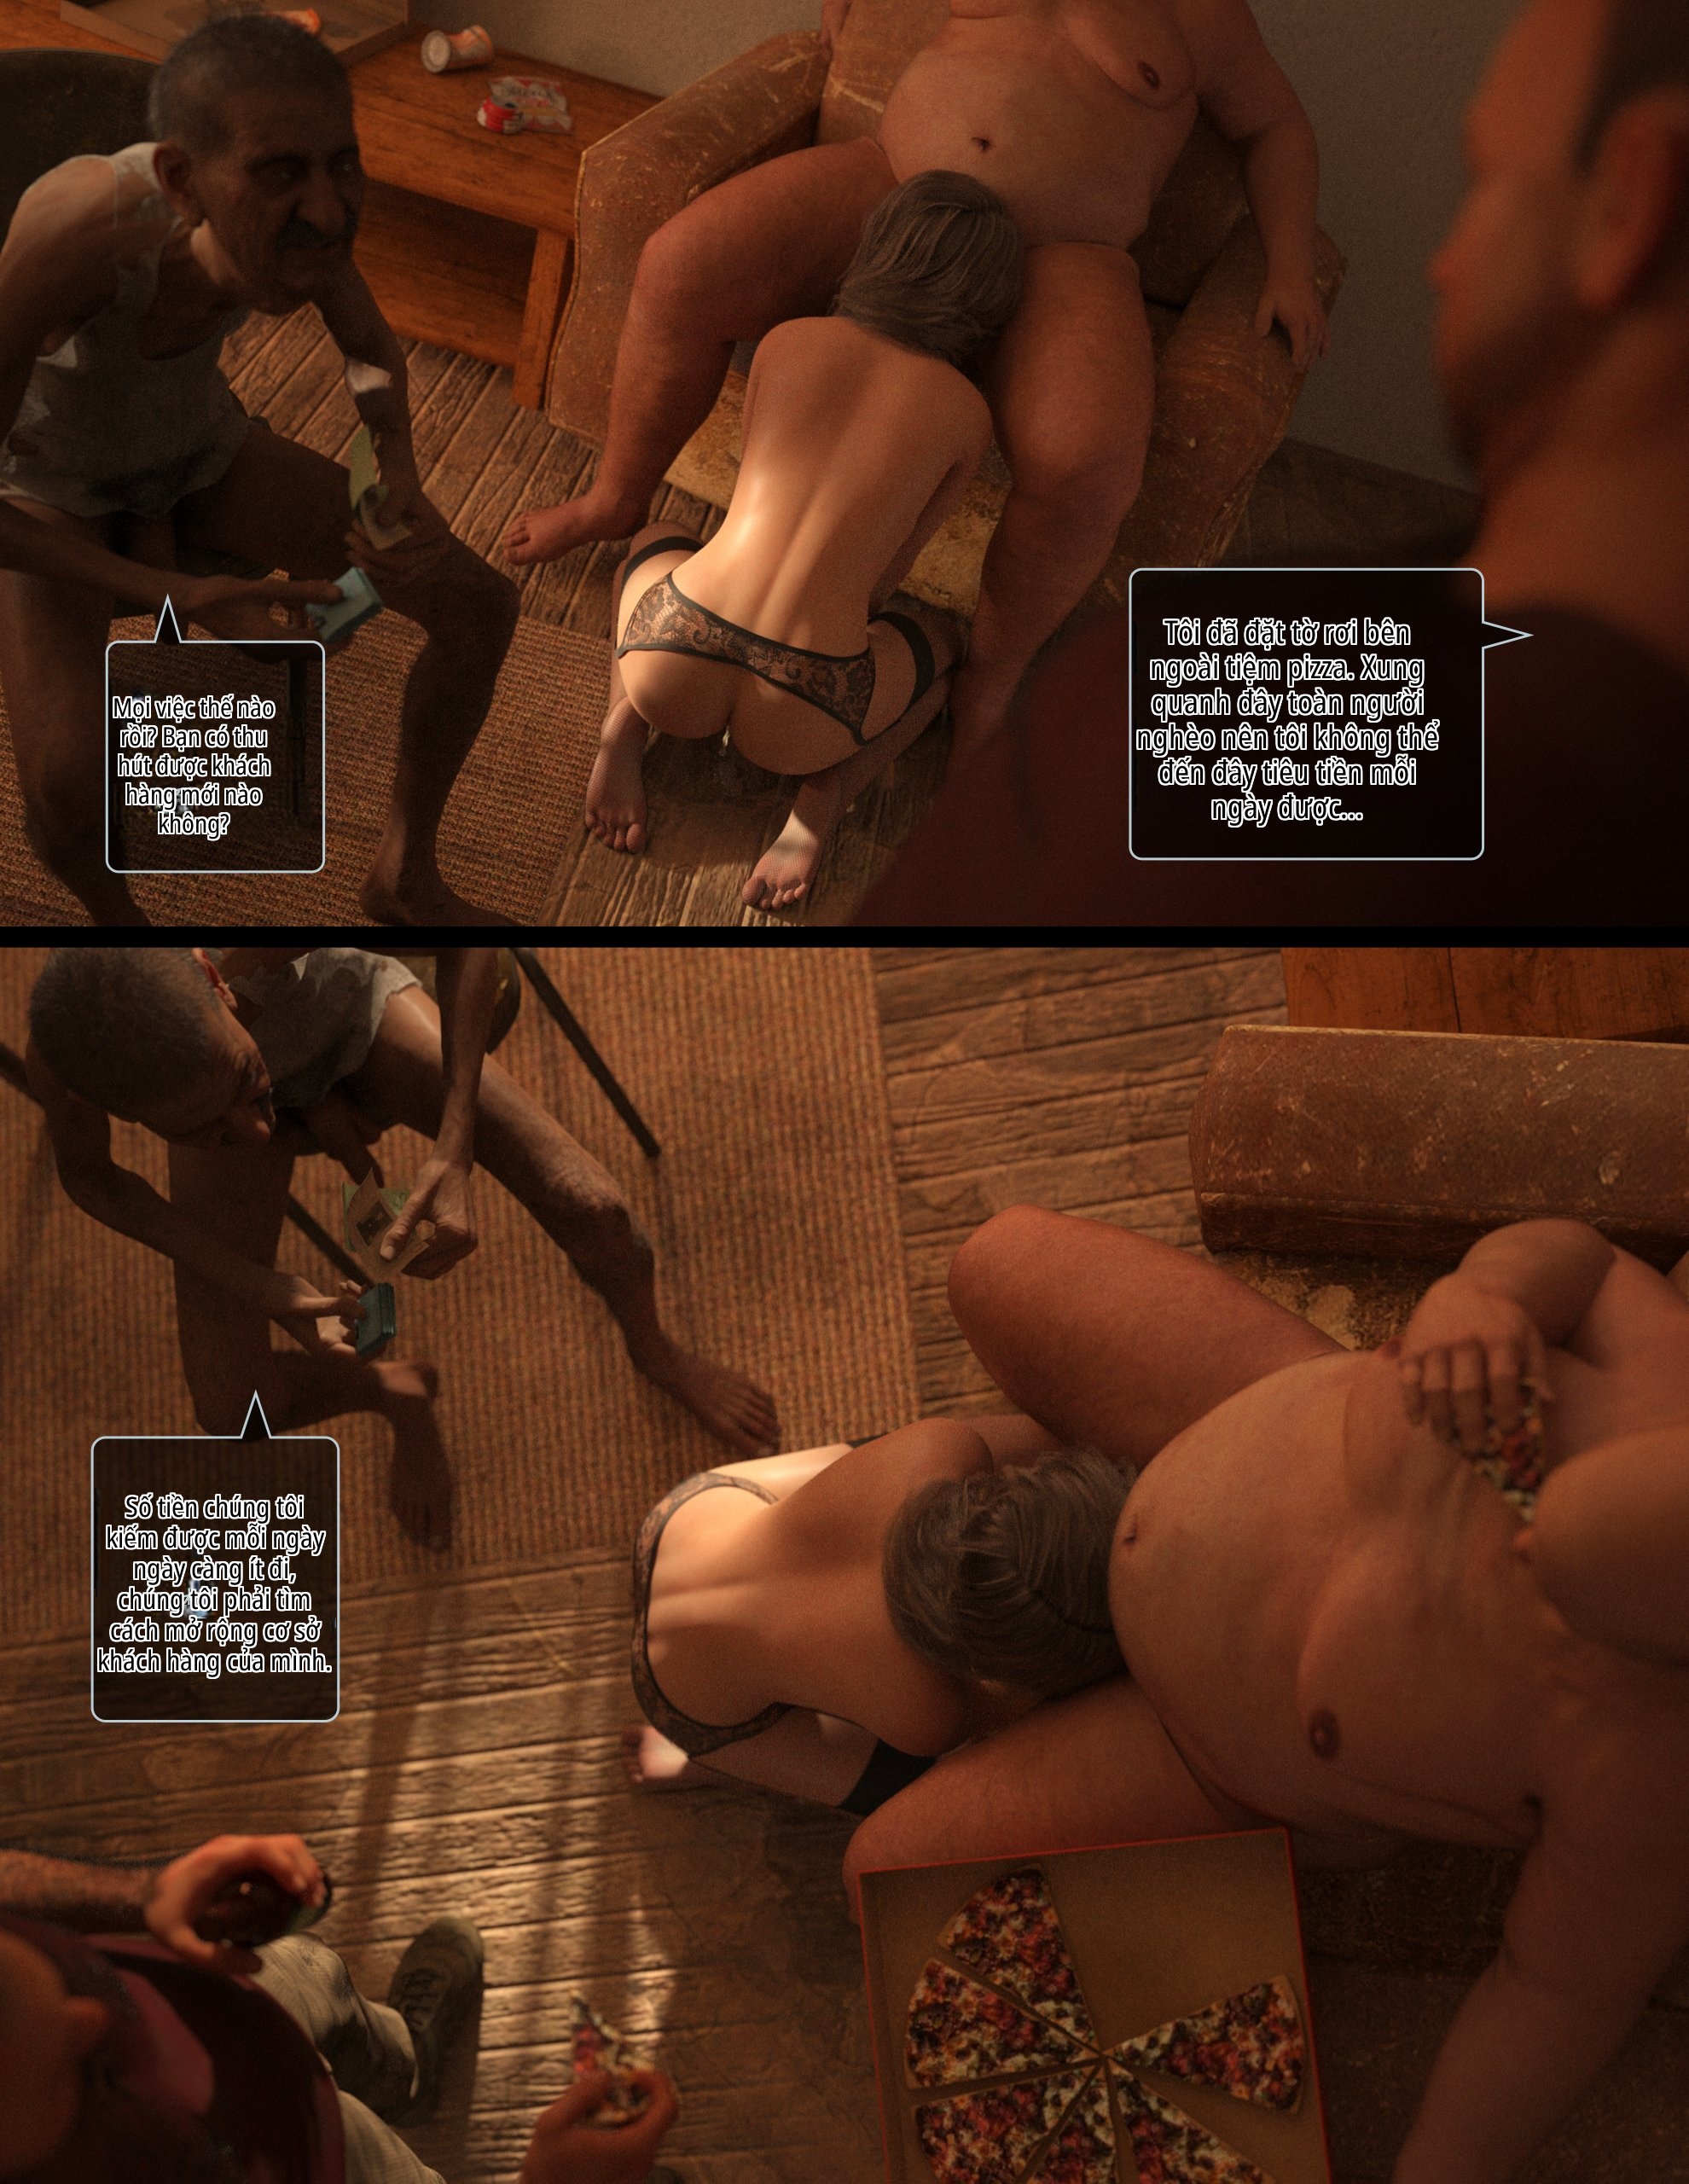 Mọi việc thế nào
rồi? Bạn có thu
hút được khách
hàng mới nào
không?
Tôi đã đặt tờ rơi bên
ngoài tiệm pizza. Xung
quanh đây toàn người
nghèo nên tôi không thể
đến đây tiêu tiền mỗi
ngày được...
Số tiền chúng tôi
kiếm được mỗi ngày
ngày càng ít đi,
chúng tôi phải tìm
cách mở rộng cơ sở
khách hàng của mình.